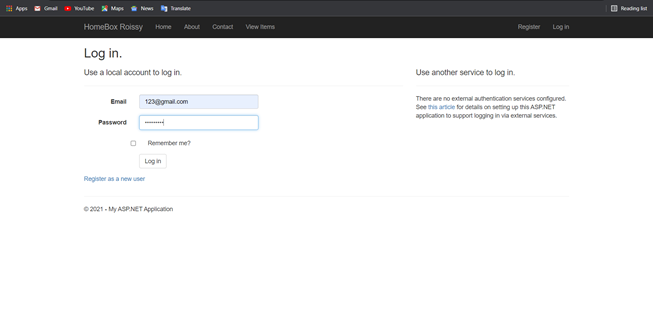 Apps Gmail YouTube Maps News Translate Reading list
HomeBox Roissy Home About Contact View Items Register Log in
Log in.
Use a local account to log in.
Email 123@gmail.com
Password •••••••••
Remember me?
Log in
Register as a new user
Use another service to log in.
There are no external authentication services configured.
See this article for details on setting up this ASP.NET
application to support logging in via external services.
© 2021 - My ASP.NET Application